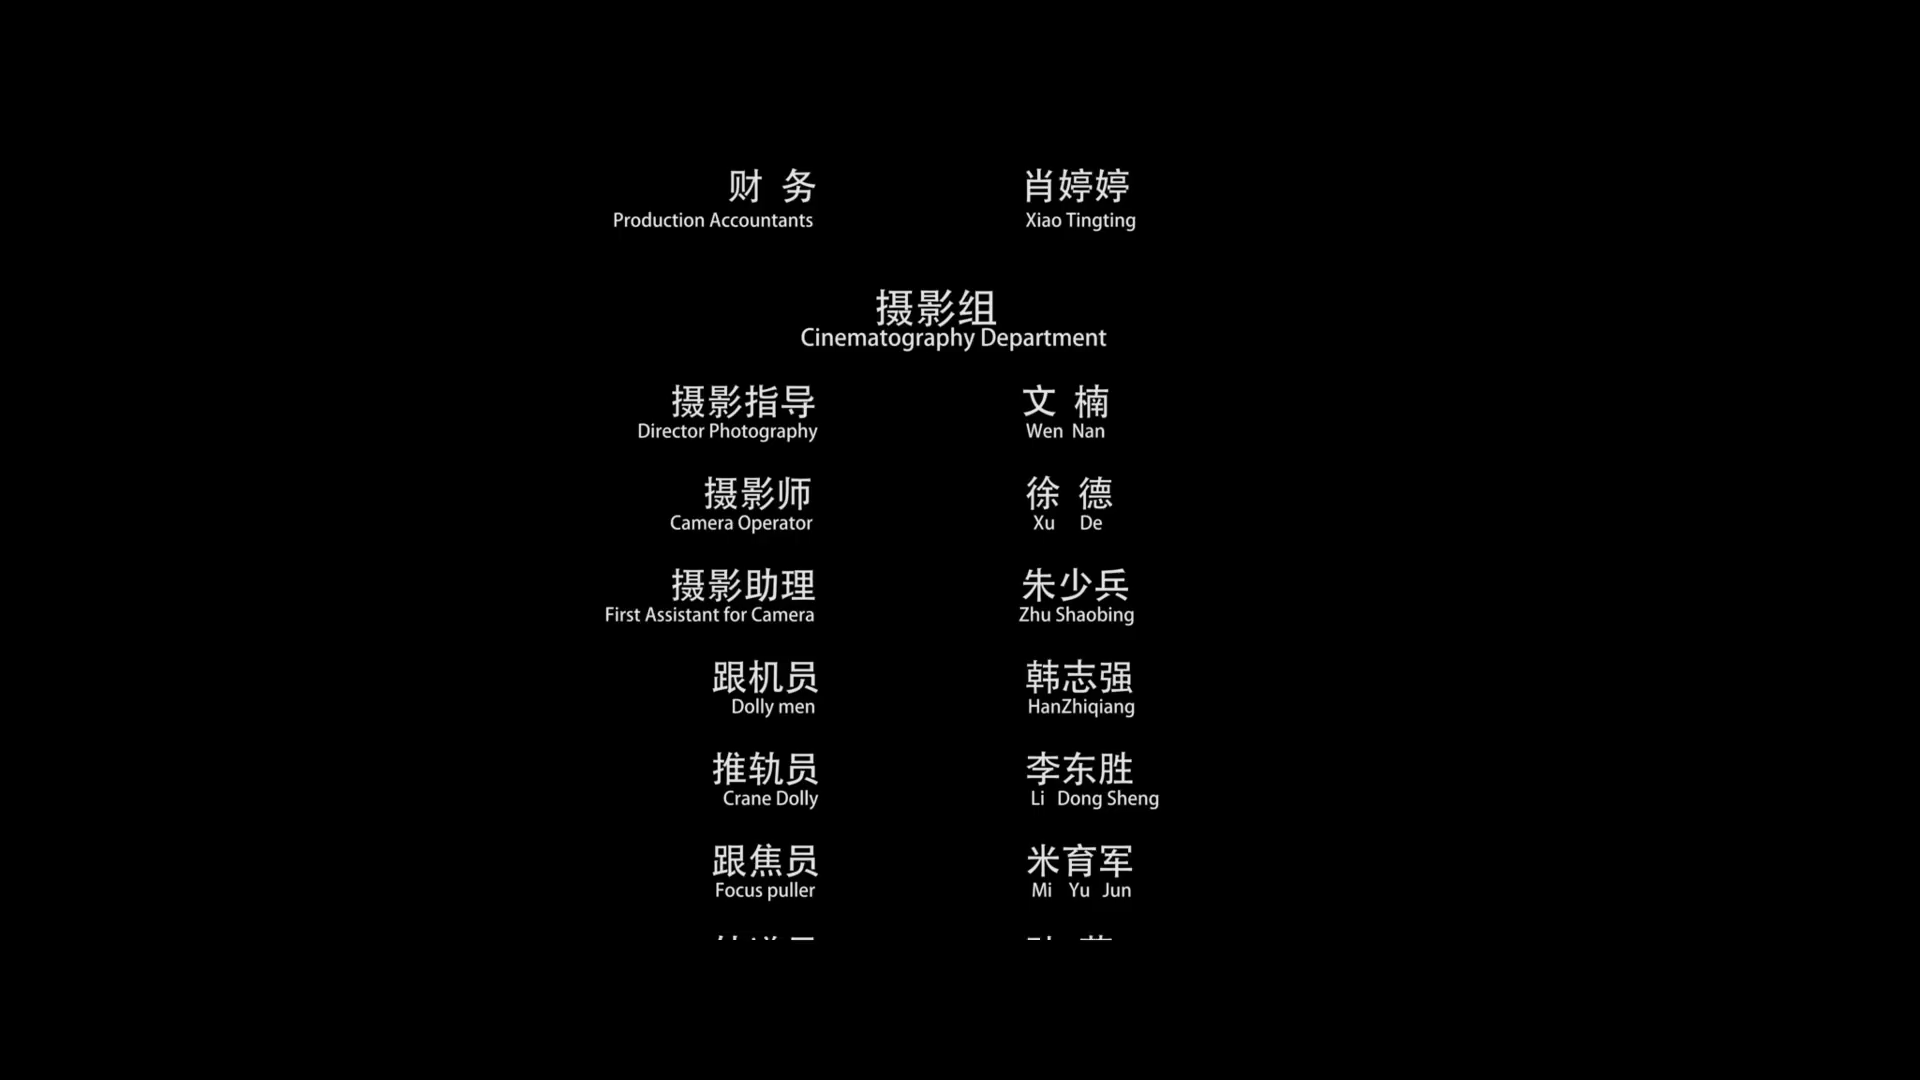 财 务 肖婷婷
Production Accountants Xiao Tingting
摄影组
Cinematography Department
摄影指导 文 楠
Director Photography Wen Nan
摄影师 徐 德
Camera Operator Xu De
摄影助理 朱少兵
First Assistant for Camera Zhu Shaobing
跟机员 韩志强
Dolly men HanZhiqiang
推轨员 李东胜
Crane Dolly Li Dong Sheng
跟焦员 米育军
Focus puller Mi Yu Jun